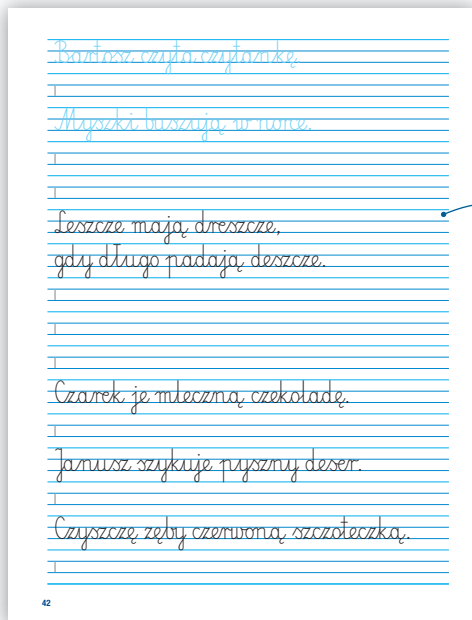 Bartosz czyta czytankę.
Myszki buszują w norce.
Leszcze mają dreszcze,
gdy długo padają deszcze.
Czarek je mleczną czekoladę.
Janusz szykuje pyszny deser.
Czyszczę zęby czerwoną szczoteczką.
42